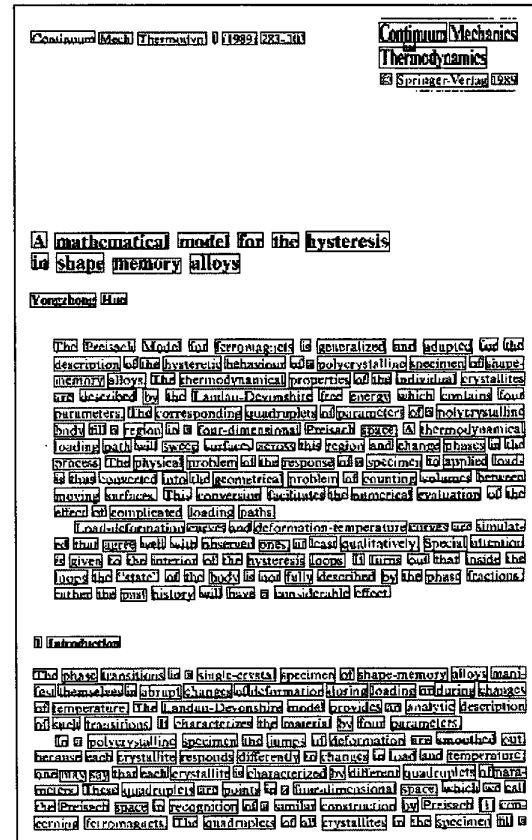 Continuum Mech. Thermodyn. 1 (1989) 283-303
Continuum Mechanics
and
Thermodynamics
© Springer-Verlag 1989
A mathematical model for the hysteresis
in shape memory alloys
Yongzhong Huo
The Preisach Model for ferromagnets is generalized and adapted for the
description of the hysteretic behaviour of a polycrystalline specimen of shape-
memory alloys. The thermodynamical properties of the individual crystallites
are described by the Landau-Devonshire free energy which contains four
parameters. The corresponding quadruplets of parameters of a polycrystalline
body fill a region in a four-dimensional Preisach space. A thermodynamical
loading path will sweep surfaces across this region and change phases in the
process. The physical problem of the response of a specimen to applied loads
is thus converted into the geometrical problem of counting volumes between
moving surfaces. This conversion facilitates the numerical evaluation of the
effect of complicated loading paths.
Load-deformation curves and deformation-temperature curves are simulate
ed that agree well with observed ones, at least qualitatively. Special attention
is given to the interior of the hysteresis loops. It turns out that inside the
loops the "state" of the body is not fully described by the phase fractions;
rather the past history will have a considerable effect.
1 Introduction
The phase transitions in a single-crystal specimen of shape-memory alloys mani-
fest themselves in abrupt changes of deformation during loading or during changes
of temperature. The Landau-Devonshire model provides an analytic description
of such transitions. It characterizes the material by four parameters.
In a polycrystalline specimen the jumps of deformation are smoothed out,
because each crystallite responds differently to changes in load and temperature;
one may say that each crystallite is characterized by different quadruplets of para-
meters. These quadruplets are points in a four-dimensional space, which we call
the Preisach space in recognition of a similar construction by Preisach [1] con-
cerning ferromagnets. The quadruplets of all crystallites in the specimen fill a